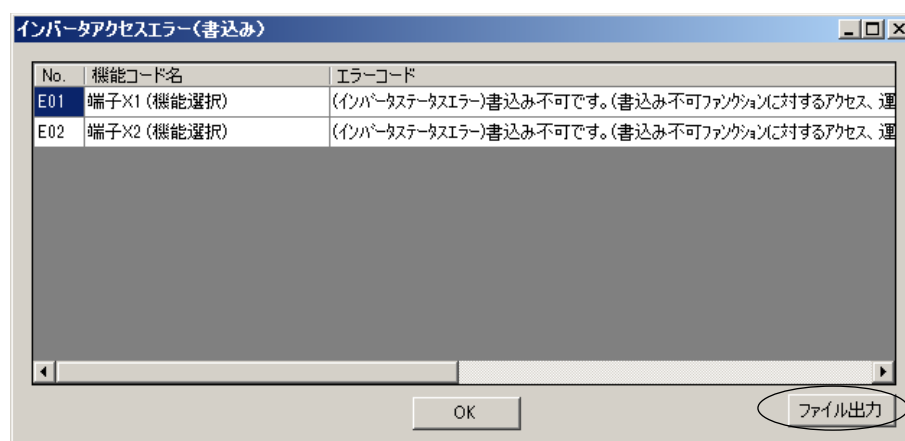 インバータアクセスエラー(書込み)
No. 機能コード名 エラーコード
E01 端子X1 (機能選択) (インバータステータスエラー)書込み不可です。(書込み不可ファンクションに対するアクセス、運
E02 端子X2 (機能選択) (インバータステータスエラー)書込み不可です。(書込み不可ファンクションに対するアクセス、運
OK ファイル出力